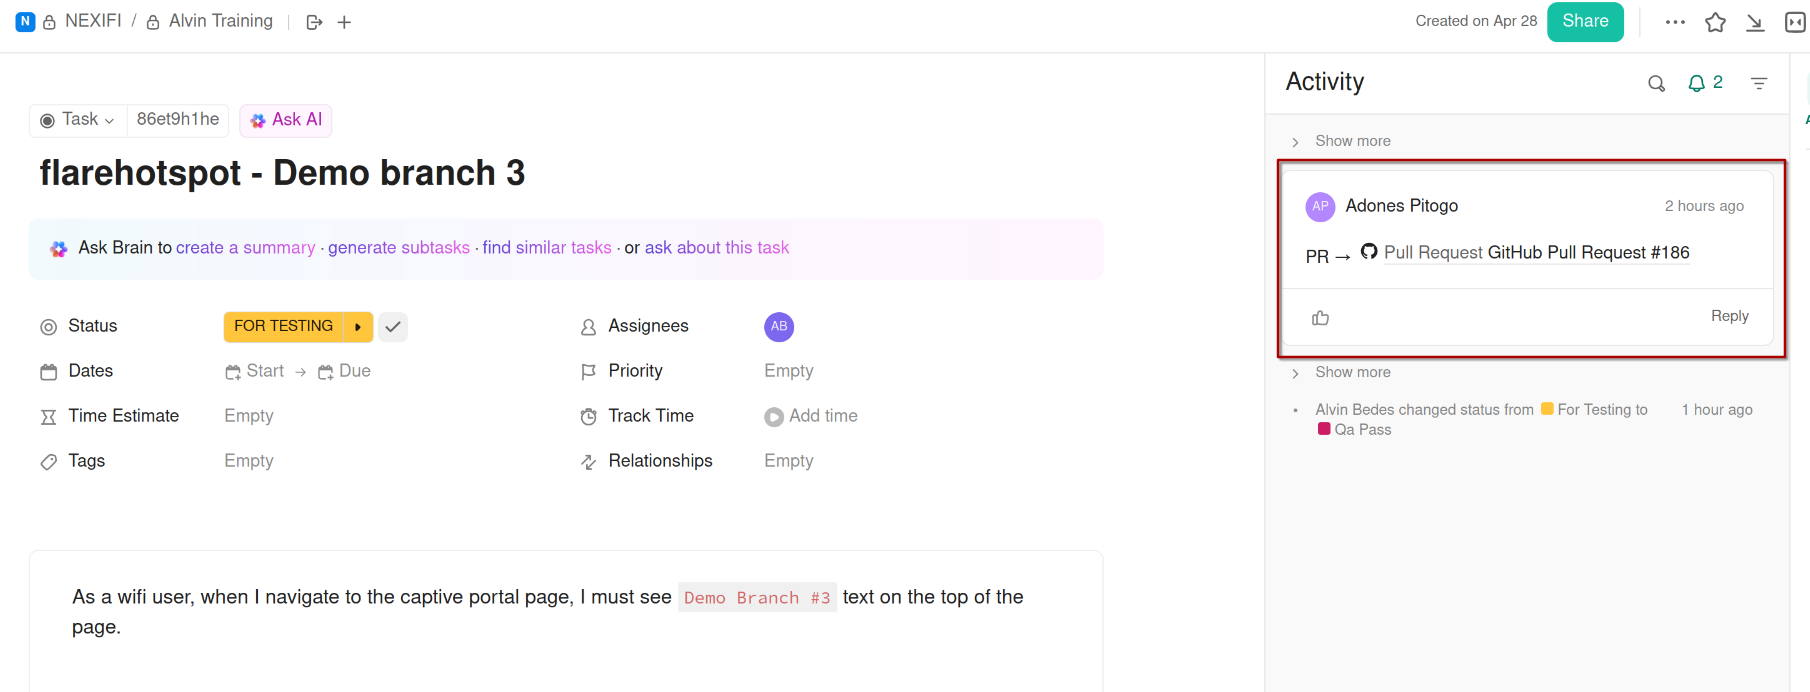 N NEXIFI / Alvin Training
Created on Apr 28 Share
Task 86et9h1he Ask AI
flarehotspot - Demo branch 3
Ask Brain to create a summary · generate subtasks · find similar tasks · or ask about this task
Status FOR TESTING Assignees AB
Dates Start → Due Priority Empty
Time Estimate Empty Track Time Add time
Tags Empty Relationships Empty
As a wifi user, when I navigate to the captive portal page, I must see Demo Branch #3 text on the top of the
page.
Activity 2
Show more
AP Adones Pitogo 2 hours ago
PR → Pull Request GitHub Pull Request #186
Reply
Show more
• Alvin Bedes changed status from For Testing to 1 hour ago
Qa Pass